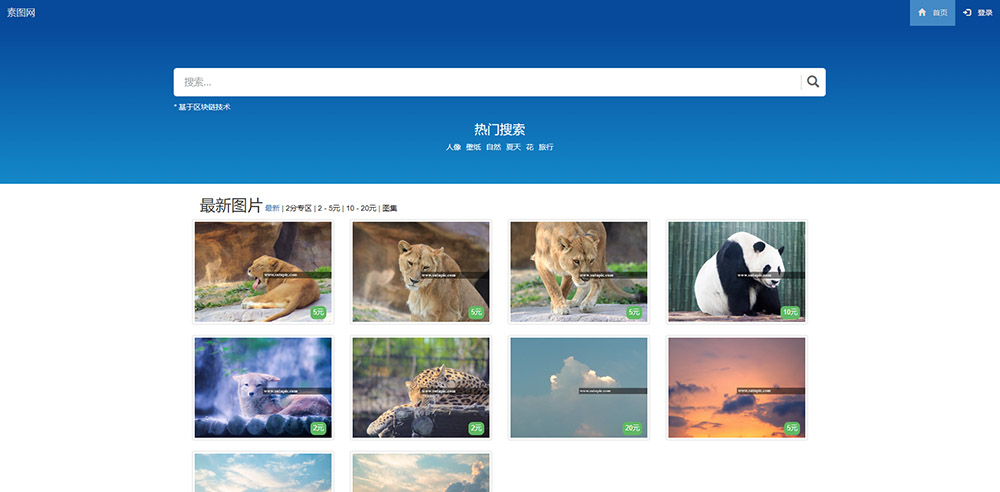 素图网
首页 登录
搜索...
* 基于区块链技术
热门搜索
人像 壁纸 自然 夏天 花 旅行
最新图片 最新 | 2分专区 | 2 - 5元 | 10 - 20元 | 图集
www.sutupic.com www.sutupic.com www.sutupic.com www.sutupic.com
5元 5元 5元 10元
www.sutupic.com www.sutupic.com www.sutupic.com www.sutupic.com
2元 2元 20元 5元